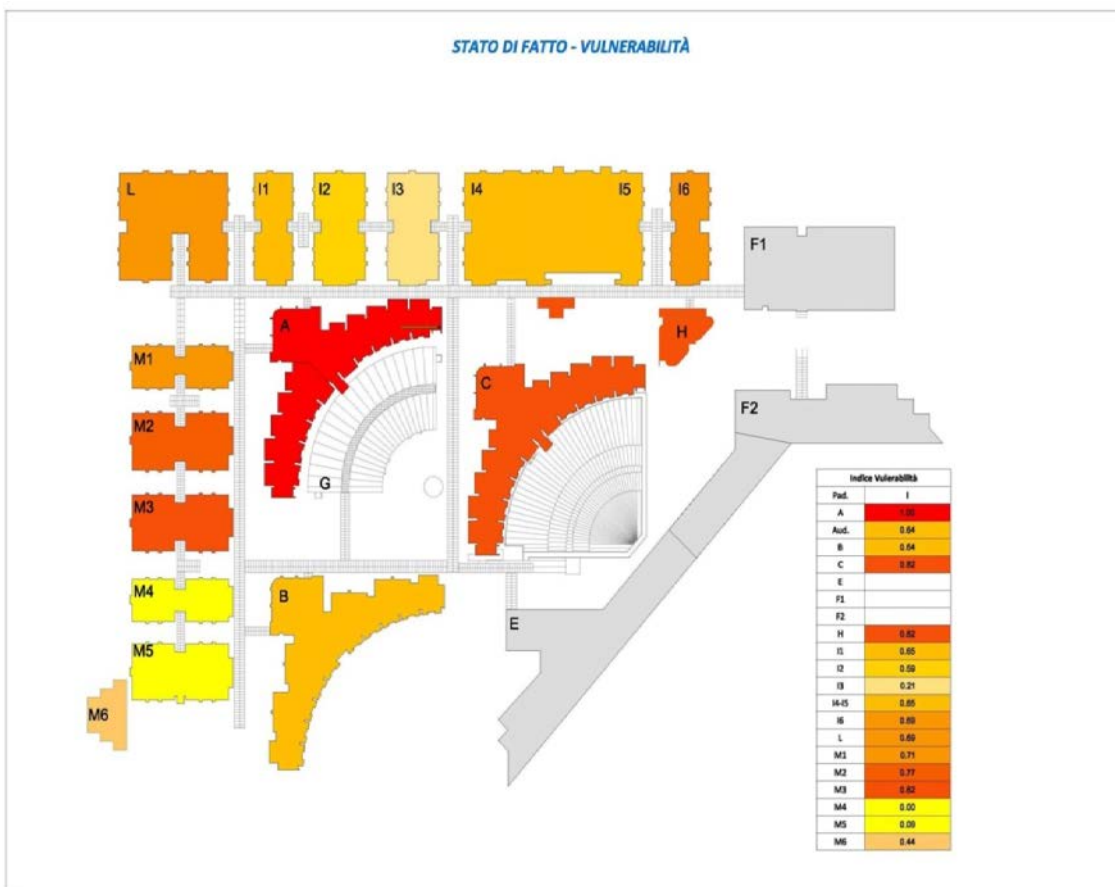 STATO DI FATTO - VULNERABILITÀ
L
I1
I2
I3
I4
I5
I6
F1
A
H
M1
C
M2
F2
G
M3
M4
B
E
M5
M6
Indice Vulerabilità
Pad. I
A 1.00
Aud. 0.64
B 0.64
C 0.82
E
F1
F2
H 0.82
I1 0.65
I2 0.59
I3 0.21
I4-I5 0.65
I6 0.69
L 0.69
M1 0.71
M2 0.77
M3 0.82
M4 0.00
M5 0.09
M6 0.44